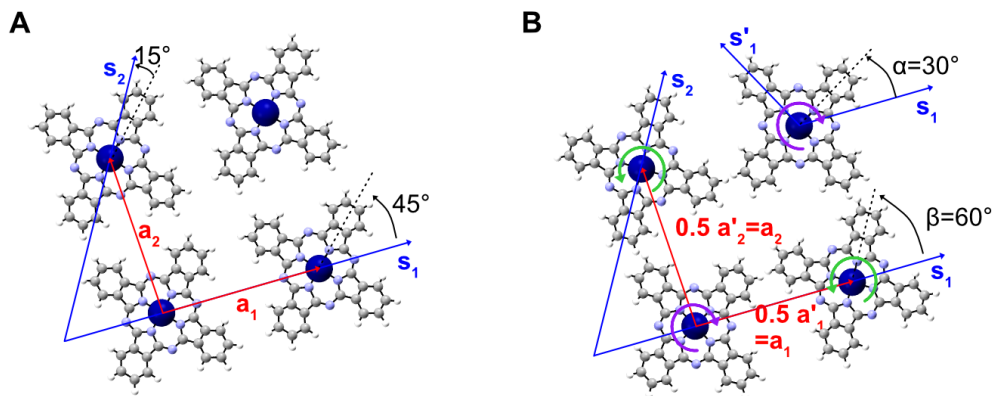 A
15°
s₂
a₂
45°
s₁
a₁
B
s'₁
α=30°
s₂
s₁
0.5 a'₂=a₂
β=60°
s₁
0.5 a'₁
=a₁